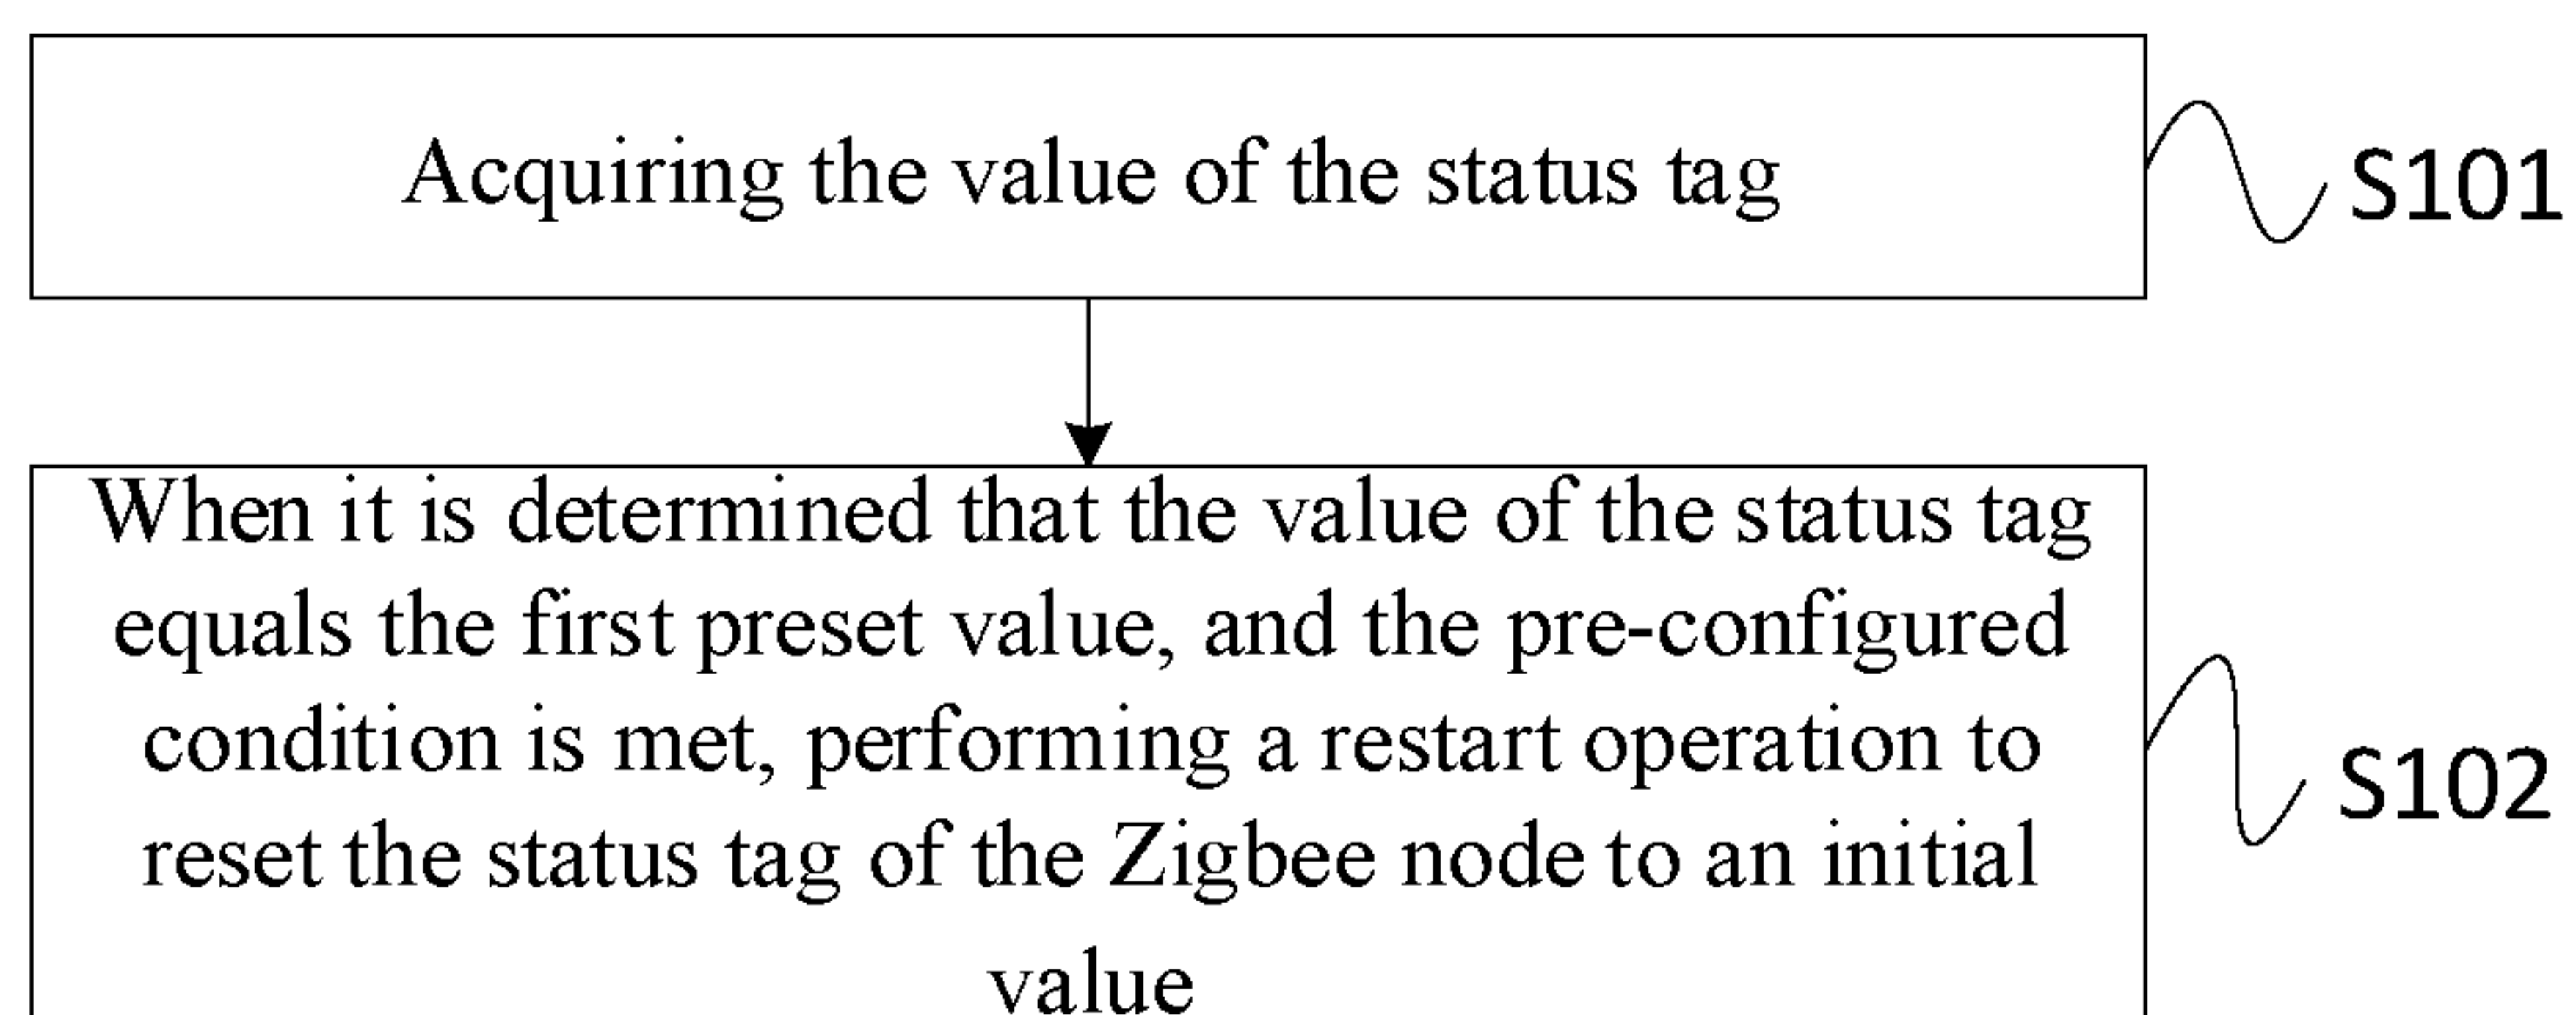 Acquiring the value of the status tag
S101
When it is determined that the value of the status tag
equals the first preset value, and the pre-configured
condition is met, performing a restart operation to
reset the status tag of the Zigbee node to an initial
value
S102